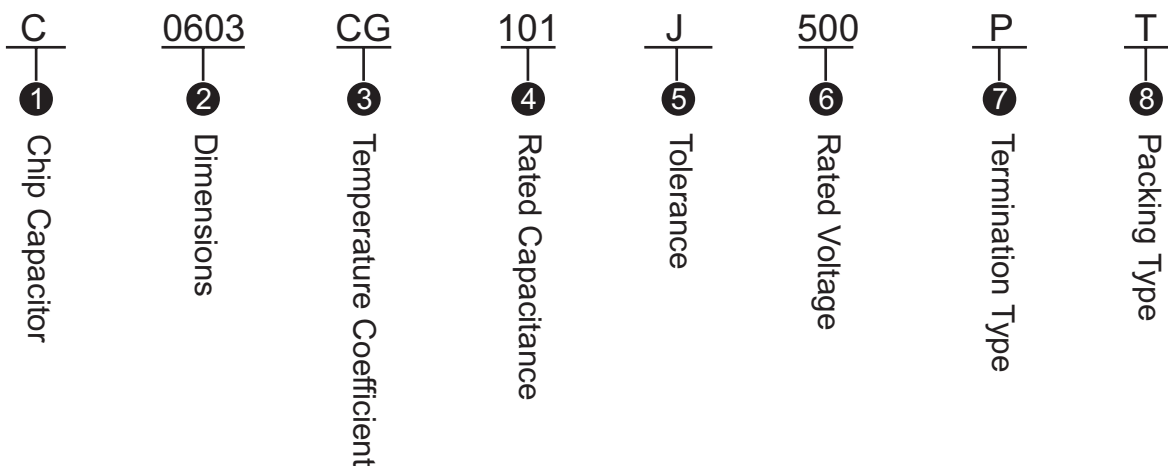 C 0603 CG 101 J 500 P T
1 2 3 4 5 6 7 8
Chip Capacitor
Dimensions
Temperature Coefficient
Rated Capacitance
Tolerance
Rated Voltage
Termination Type
Packing Type